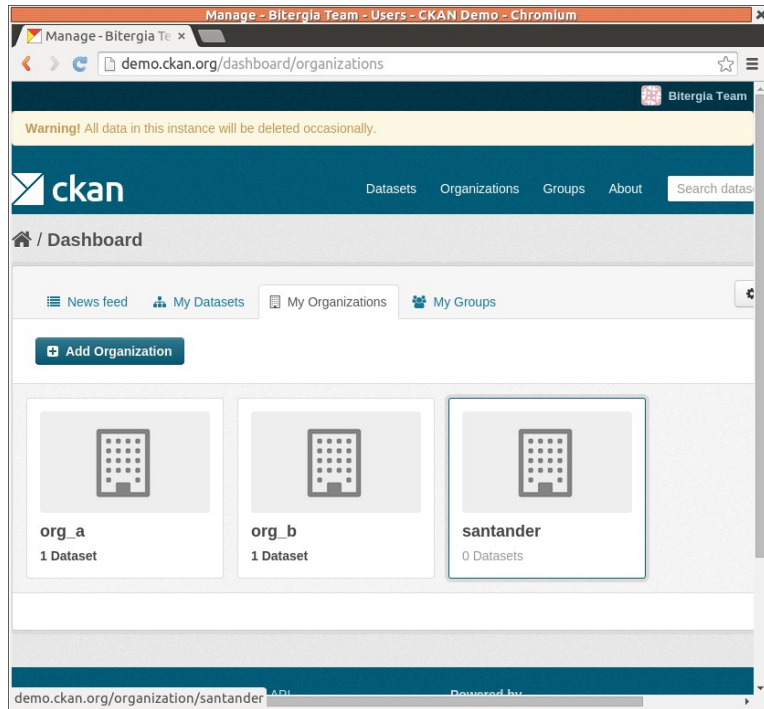 Manage - Bitergia Team - Users - CKAN Demo - Chromium
Manage - Bitergia Te
demo.ckan.org/dashboard/organizations
Bitergia Team
Warning! All data in this instance will be deleted occasionally.
ckan
Datasets Organizations Groups About Search datase
/ Dashboard
News feed My Datasets My Organizations My Groups
Add Organization
org_a org_b santander
1 Dataset 1 Dataset 0 Datasets
demo.ckan.org/organization/santander API Powered by